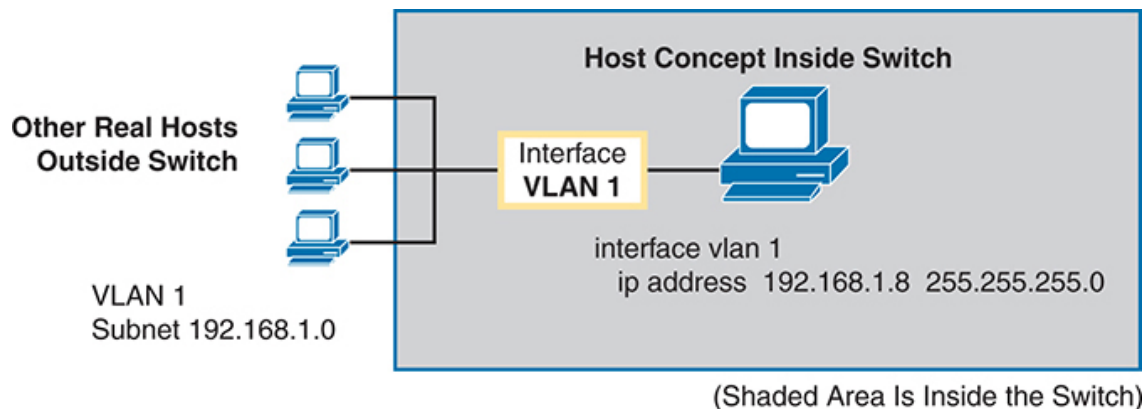 Host Concept Inside Switch
Other Real Hosts
Outside Switch
Interface
VLAN 1
interface vlan 1
ip address 192.168.1.8 255.255.255.0
VLAN 1
Subnet 192.168.1.0
(Shaded Area Is Inside the Switch)